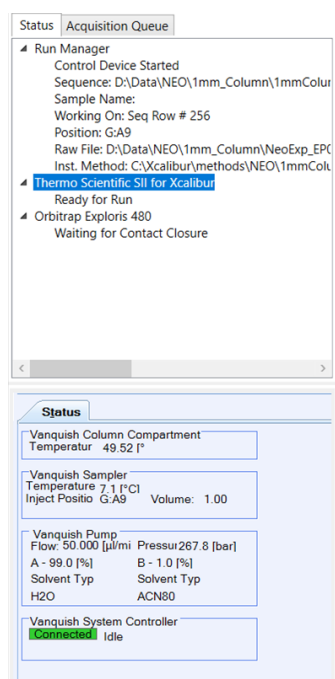 Status Acquisition Queue
Run Manager
Control Device Started
Sequence: D:\Data\NEO\1mm_Column\1mmColur
Sample Name:
Working On: Seq Row # 256
Position: G:A9
Raw File: D:\Data\NEO\1mm_Column\NeoExp_EP(
Inst. Method: C:\Xcalibur\methods\NEO\1mmColu
Thermo Scientific SII for Xcalibur
Ready for Run
Orbitrap Exploris 480
Waiting for Contact Closure
Status
Vanquish Column Compartment
Temperatur 49.52 [°
Vanquish Sampler
Temperature 7.1 [°C]
Inject Positio G:A9 Volume: 1.00
Vanquish Pump
Flow: 50.000 [µl/mi Pressur 267.8 [bar]
A - 99.0 [%] B - 1.0 [%]
Solvent Typ Solvent Typ
H2O ACN80
Vanquish System Controller
Connected Idle